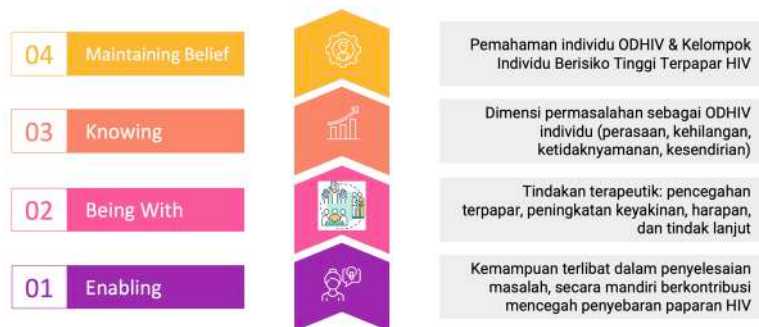 04 Maintaining Belief
Pemahaman individu ODHIV & Kelompok
Individu Berisiko Tinggi Terpapar HIV
03 Knowing
Dimensi permasalahan sebagai ODHIV
individu (perasaan, kehilangan,
ketidaknyamanan, kesendirian)
02 Being With
Tindakan terapeutik: pencegahan
terpapar, peningkatan keyakinan, harapan,
dan tindak lanjut
01 Enabling
Kemampuan terlibat dalam penyelesaian
masalah, secara mandiri berkontribusi
mencegah penyebaran paparan HIV